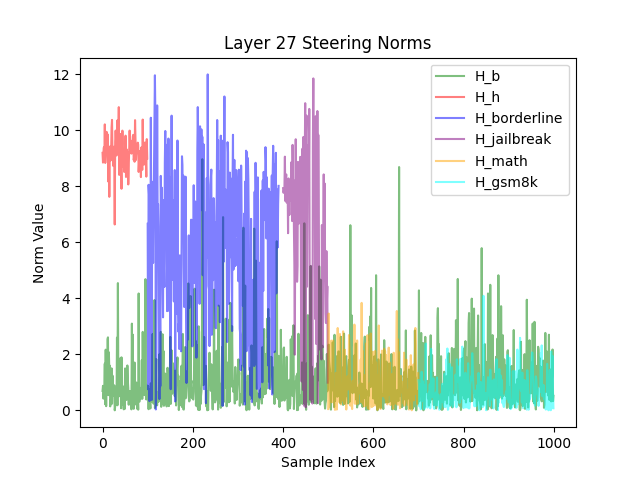 Layer 27 Steering Norms
H_b
H_h
H_borderline
H_jailbreak
H_math
H_gsm8k
Norm Value
12
10
8
6
4
2
0
0 200 400 600 800 1000
Sample Index